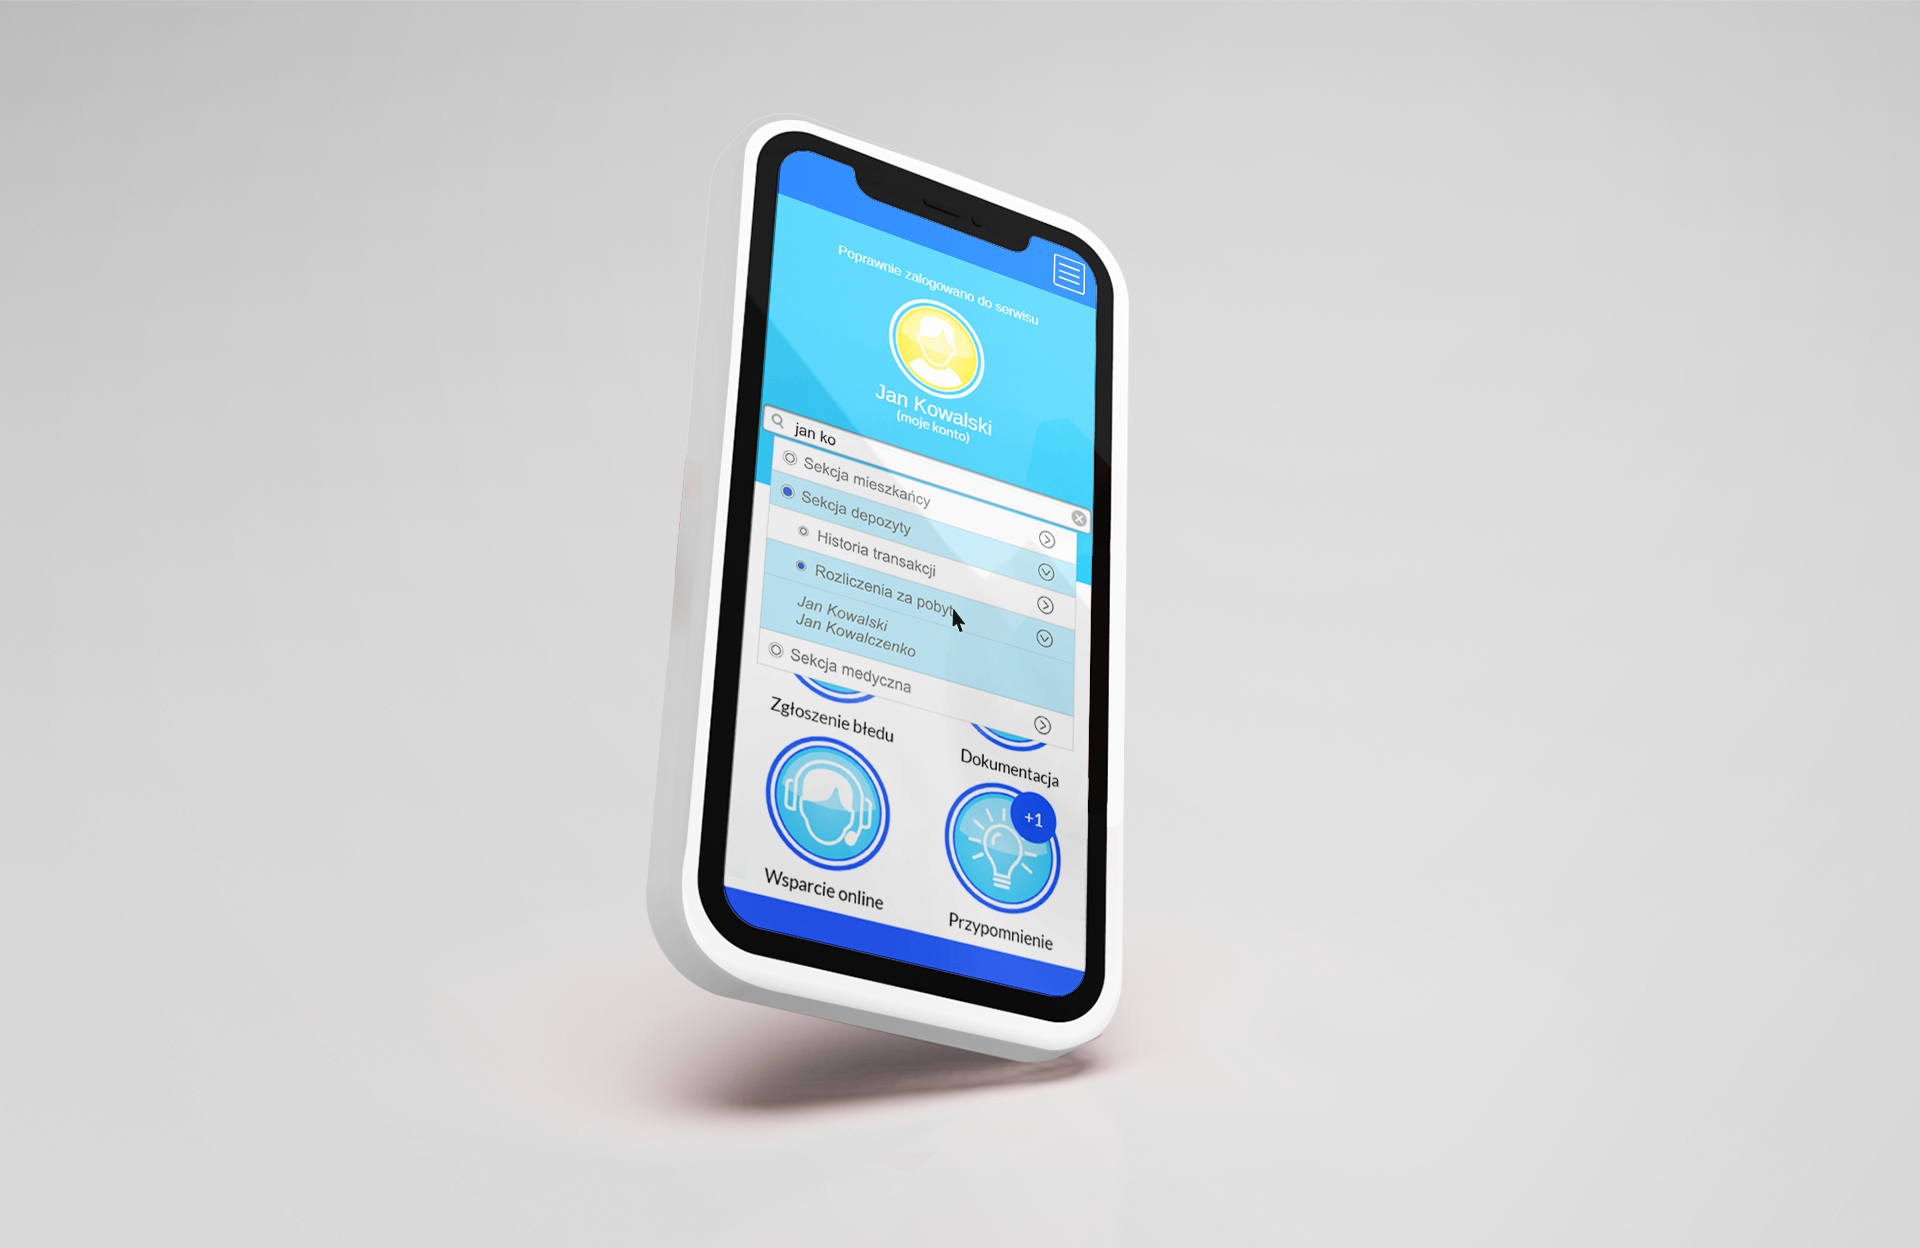 Poprawnie zalogowano do serwisu
Jan Kowalski
(moje konto)
jan ko
Sekcja mieszkańcy
Sekcja depozyty
Historia transakcji
Rozliczenia za pobyt
Jan Kowalski
Jan Kowalczenko
Sekcja medyczna
Zgłoszenie błedu
Dokumentacja
+1
Wsparcie online
Przypomnienie